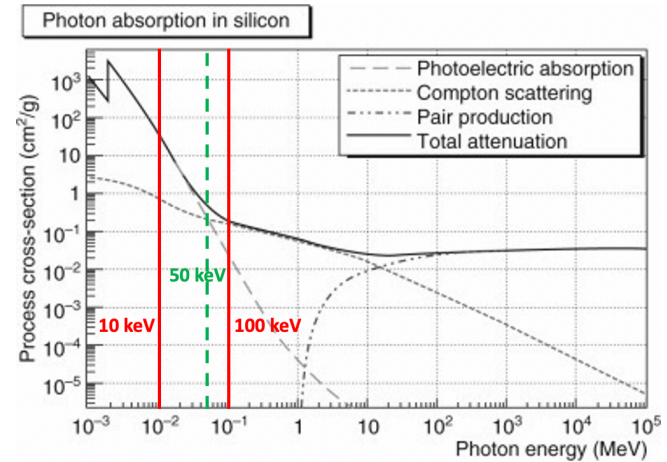 Photon absorption in silicon
Process cross-section (cm²/g)
10³
10²
10
1
10⁻¹
10⁻²
10⁻³
10⁻⁴
10⁻⁵
Photoelectric absorption
Compton scattering
Pair production
Total attenuation
50 keV
10 keV
100 keV
10⁻³ 10⁻² 10⁻¹ 1 10 10² 10³ 10⁴ 10⁵
Photon energy (MeV)